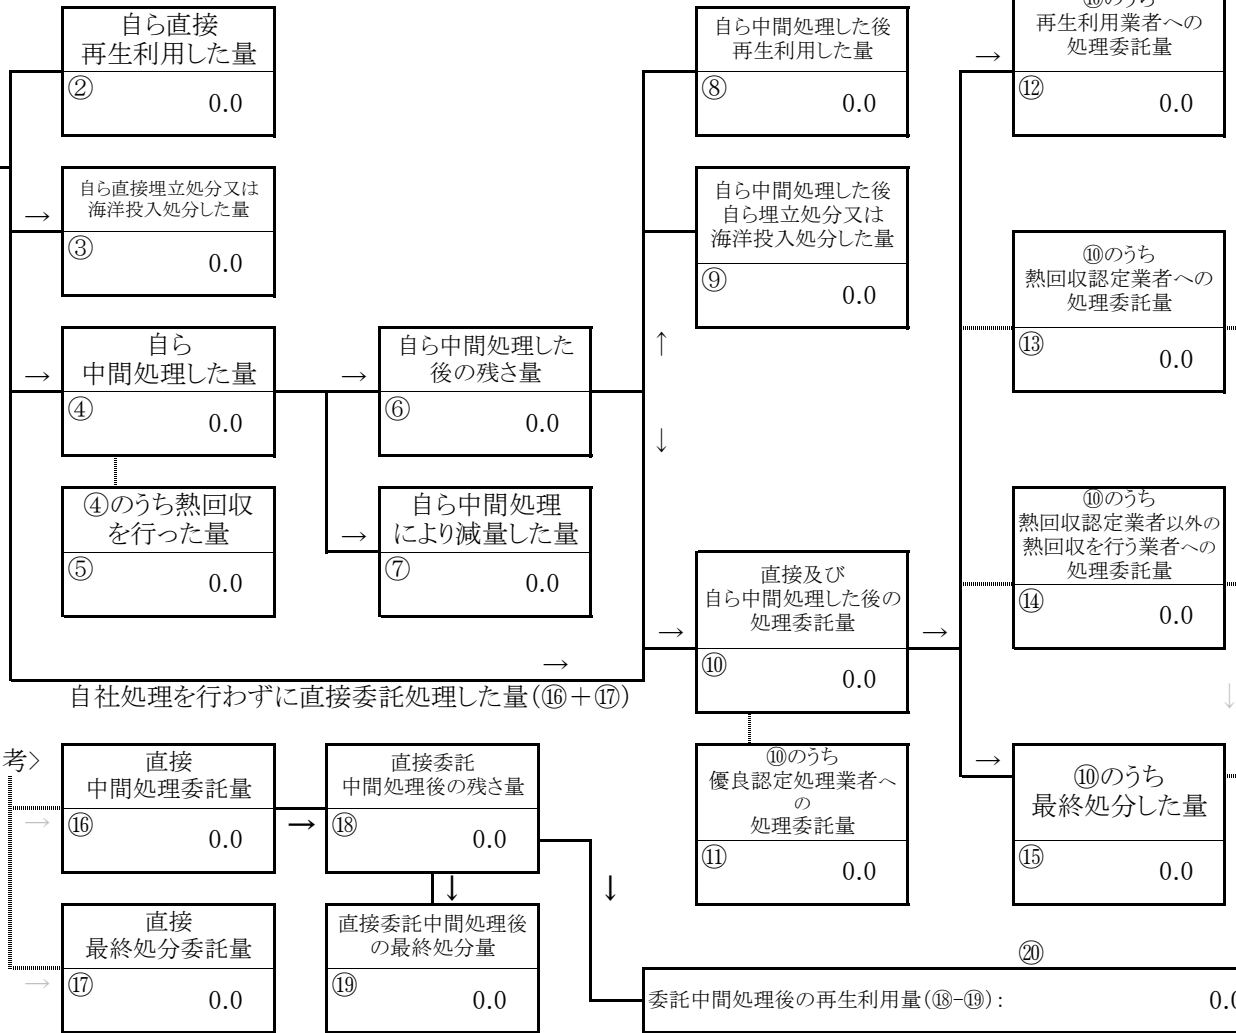 自ら直接
再生利用した量
②
0.0
自ら直接埋立処分又は
海洋投入処分した量
→
③
0.0
自ら
中間処理した量
→
④
0.0
④のうち熱回収
を行った量
⑤
0.0
自ら中間処理した
後の残さ量
→
⑥
0.0
自ら中間処理
により減量した量
→
⑦
0.0
自ら中間処理した後
再生利用した量
⑧
0.0
自ら中間処理した後
自ら埋立処分又は
海洋投入処分した量
⑨
0.0
↑
↓
直接及び
自ら中間処理した後の
処理委託量
→
⑩
0.0
→
⑩のうち
優良認定処理業者へ
の
処理委託量
⑪
0.0
⑩のうち
再生利用業者への
処理委託量
→
⑫
0.0
⑩のうち
熱回収認定業者への
処理委託量
⑬
0.0
⑩のうち
熱回収認定業者以外の
熱回収を行う業者への
処理委託量
⑭
0.0
↓
⑩のうち
最終処分した量
→
⑮
0.0
→
自社処理を行わずに直接委託処理した量(⑯+⑰)
考>
直接
中間処理委託量
→
⑯
0.0
→
直接委託
中間処理後の残さ量
⑱
0.0
↓
↓
直接
最終処分委託量
→
⑰
0.0
直接委託中間処理後
の最終処分量
⑲
0.0
⑳
委託中間処理後の再生利用量(⑱-⑲):
0.0